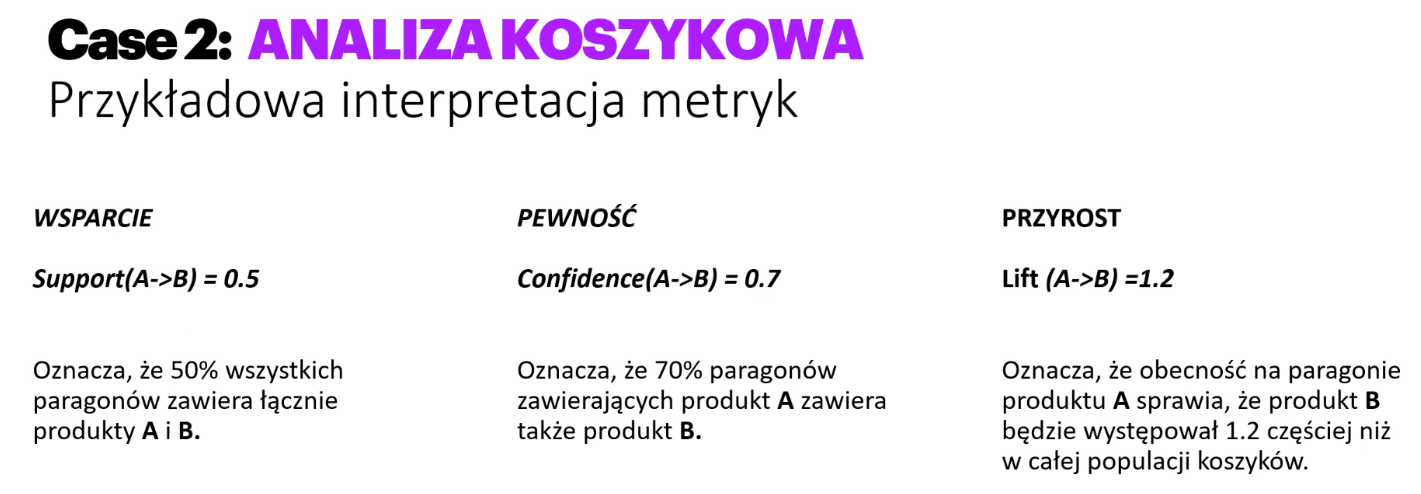 Case 2: ANALIZA KOSZYKOWA
Przykładowa interpretacja metryk
WSPARCIE
Support(A->B) = 0.5
Oznacza, że 50% wszystkich
paragonów zawiera łącznie
produkty A i B.
PEWNOŚĆ
Confidence(A->B) = 0.7
Oznacza, że 70% paragonów
zawierających produkt A zawiera
także produkt B.
PRZYROST
Lift (A->B) =1.2
Oznacza, że obecność na paragonie
produktu A sprawia, że produkt B
będzie występował 1.2 częściej niż
w całej populacji koszyków.